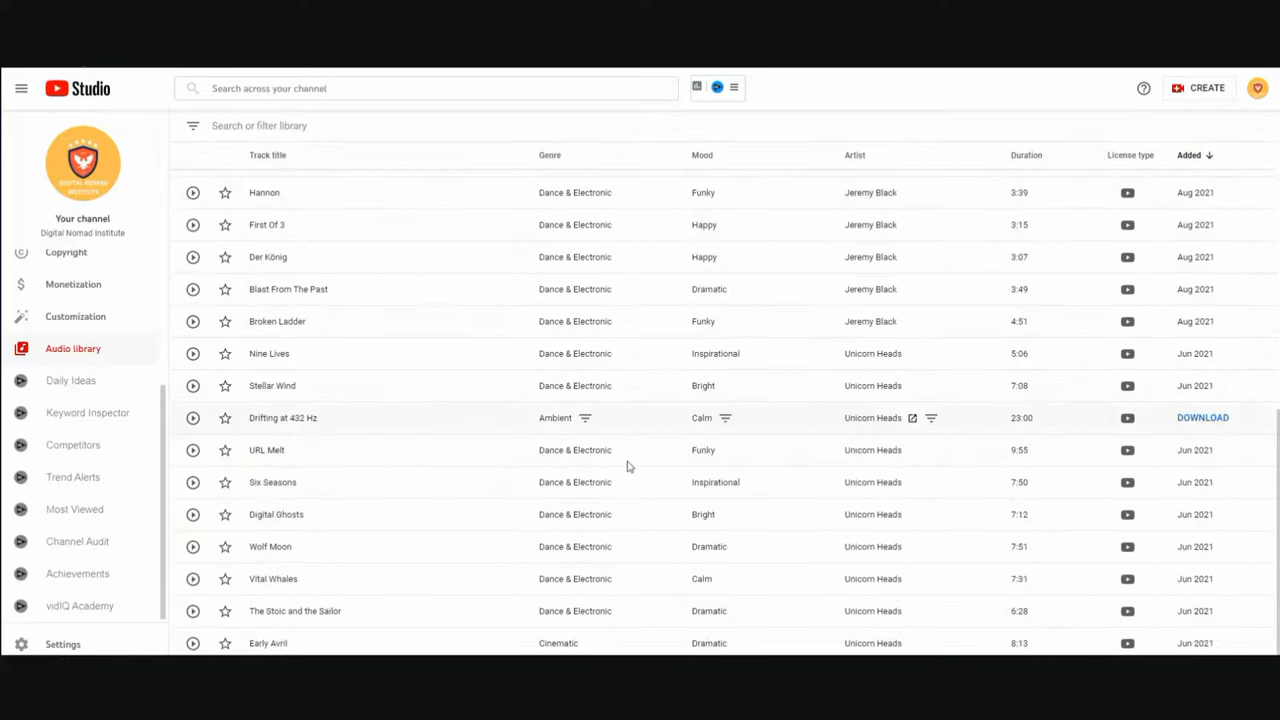 Studio
Search across your channel
CREATE
DIGITAL NOMAD
INSTITUTE
Your channel
Digital Nomad Institute
Copyright
Monetization
Customization
Audio library
Daily Ideas
Keyword Inspector
Competitors
Trend Alerts
Most Viewed
Channel Audit
Achievements
vidIQ Academy
Settings
Search or filter library
Track title Genre Mood Artist Duration License type Added
Hannon Dance & Electronic Funky Jeremy Black 3:39 Aug 2021
First Of 3 Dance & Electronic Happy Jeremy Black 3:15 Aug 2021
Der König Dance & Electronic Happy Jeremy Black 3:07 Aug 2021
Blast From The Past Dance & Electronic Dramatic Jeremy Black 3:49 Aug 2021
Broken Ladder Dance & Electronic Funky Jeremy Black 4:51 Aug 2021
Nine Lives Dance & Electronic Inspirational Unicorn Heads 5:06 Jun 2021
Stellar Wind Dance & Electronic Bright Unicorn Heads 7:08 Jun 2021
Drifting at 432 Hz Ambient Calm Unicorn Heads 23:00 DOWNLOAD
URL Melt Dance & Electronic Funky Unicorn Heads 9:55 Jun 2021
Six Seasons Dance & Electronic Inspirational Unicorn Heads 7:50 Jun 2021
Digital Ghosts Dance & Electronic Bright Unicorn Heads 7:12 Jun 2021
Wolf Moon Dance & Electronic Dramatic Unicorn Heads 7:51 Jun 2021
Vital Whales Dance & Electronic Calm Unicorn Heads 7:31 Jun 2021
The Stoic and the Sailor Dance & Electronic Dramatic Unicorn Heads 6:28 Jun 2021
Early Avril Cinematic Dramatic Unicorn Heads 8:13 Jun 2021